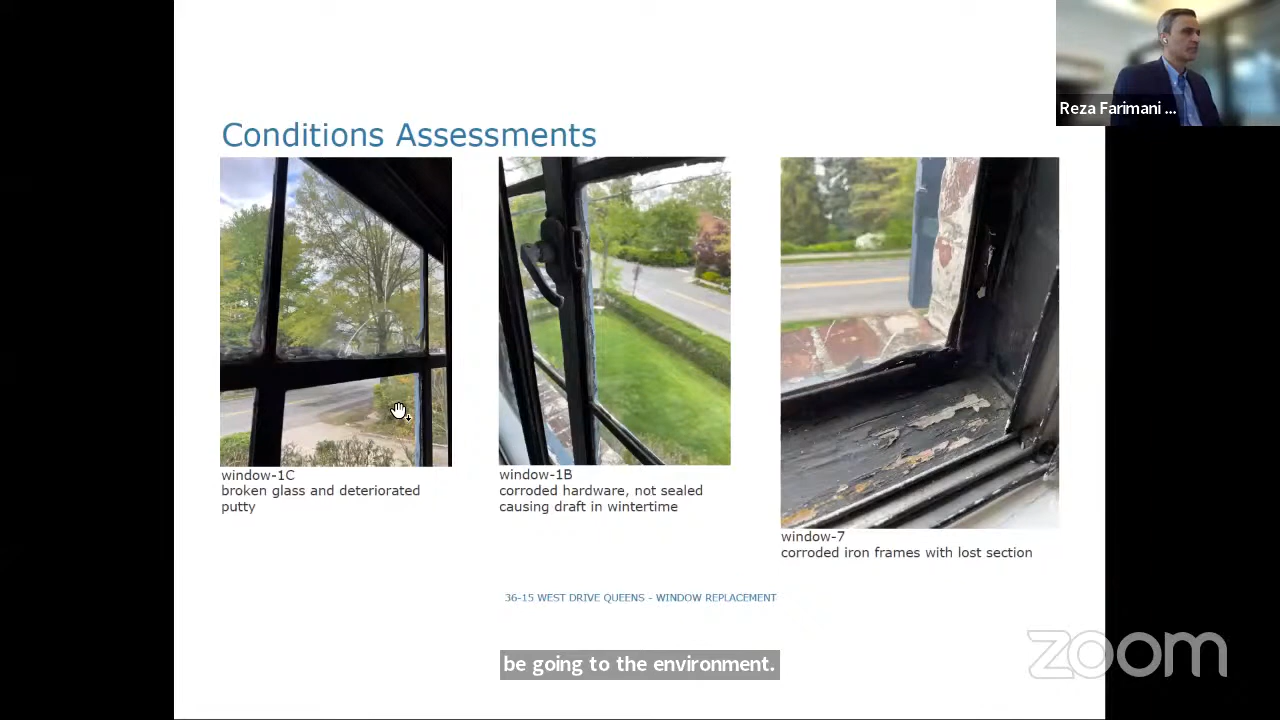 Reza Farimani ...
Conditions Assessments
window-1C
broken glass and deteriorated
putty
window-1B
corroded hardware, not sealed
causing draft in wintertime
window-7
corroded iron frames with lost section
36-15 WEST DRIVE QUEENS - WINDOW REPLACEMENT
be going to the environment.
zoom